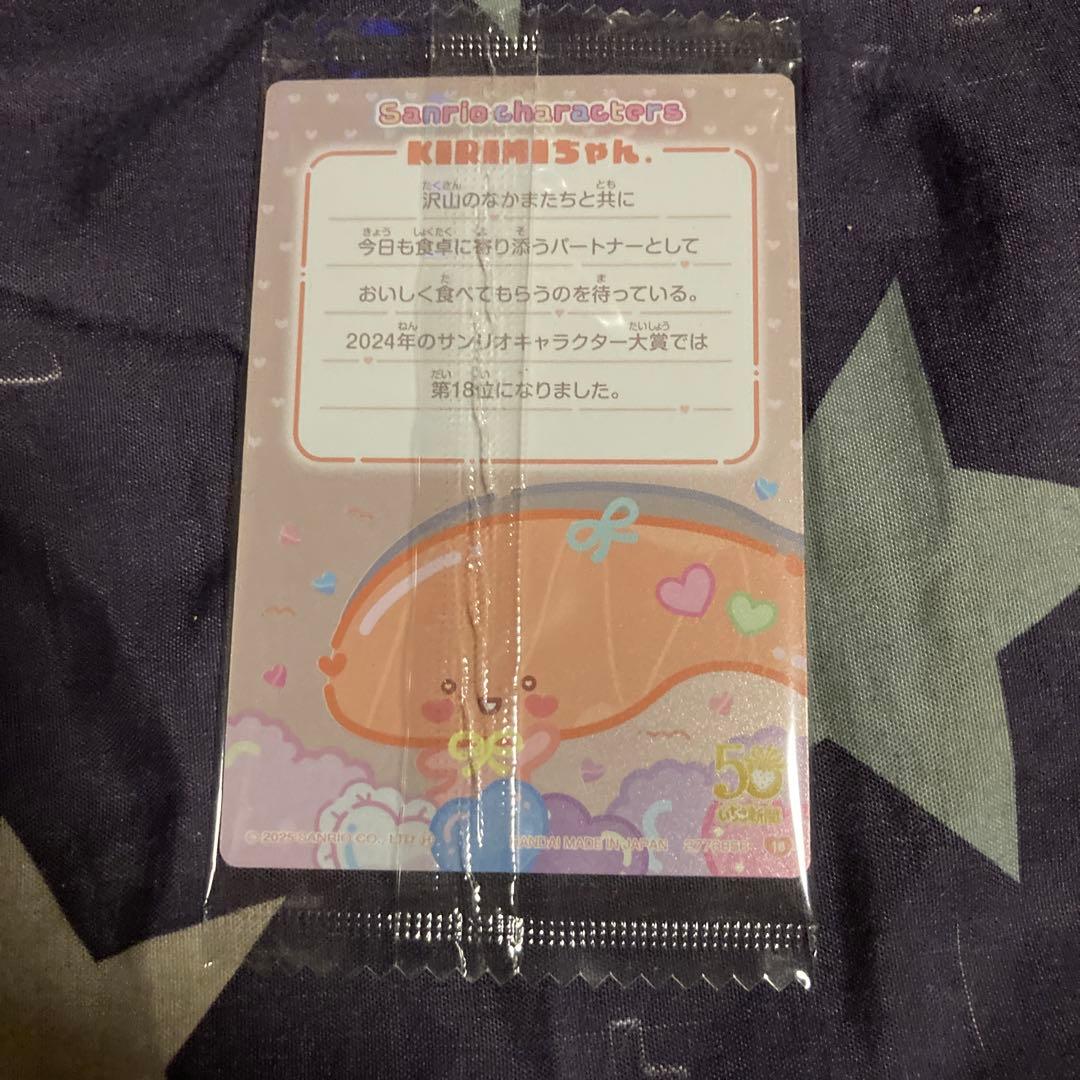 Sanrio characters
KIRIMIちゃん.
たくさん とも
沢山のなかまたちと共に
きょう しょくたく よ そ
今日も食卓に寄り添うパートナーとして
た ま
おいしく食べてもらうのを待っている。
ねん たいしょう
2024年のサンリオキャラクター大賞では
だい い
第18位になりました。
50
いちご新聞
© 2025 SANRIO CO., LTD. BANDAI MADE IN JAPAN